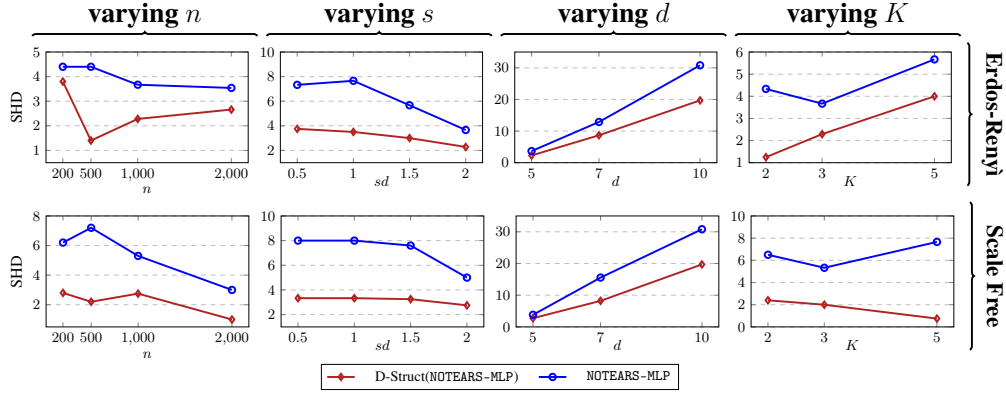 varying n varying s varying d varying K
5
4
3
2
1
SHD
200 500 1,000 2,000
n
10
8
6
4
2
0.5 1 1.5 2
sd
30
20
10
0
5 7 10
d
6
5
4
3
2
1
2 3 5
K
Erdos-Renyì
8
6
4
2
SHD
200 500 1,000 2,000
n
10
8
6
4
2
0.5 1 1.5 2
sd
30
20
10
0
5 7 10
d
10
8
6
4
2
0
2 3 5
K
Scale Free
D-Struct(NOTEARS-MLP) NOTEARS-MLP